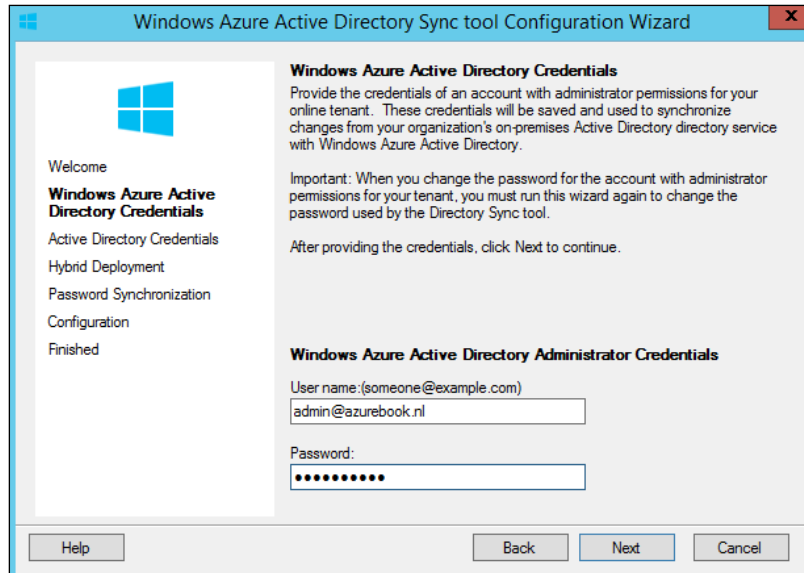 Windows Azure Active Directory Sync tool Configuration Wizard
x
Welcome
Windows Azure Active
Directory Credentials
Active Directory Credentials
Hybrid Deployment
Password Synchronization
Configuration
Finished
Windows Azure Active Directory Credentials
Provide the credentials of an account with administrator permissions for your
online tenant.  These credentials will be saved and used to synchronize
changes from your organization's on-premises Active Directory directory service
with Windows Azure Active Directory.
Important: When you change the password for the account with administrator
permissions for your tenant, you must run this wizard again to change the
password used by the Directory Sync tool.
After providing the credentials, click Next to continue.
Windows Azure Active Directory Administrator Credentials
User name:(someone@example.com)
admin@azurebook.nl
Password:
●●●●●●●●●●
Help
Back
Next
Cancel